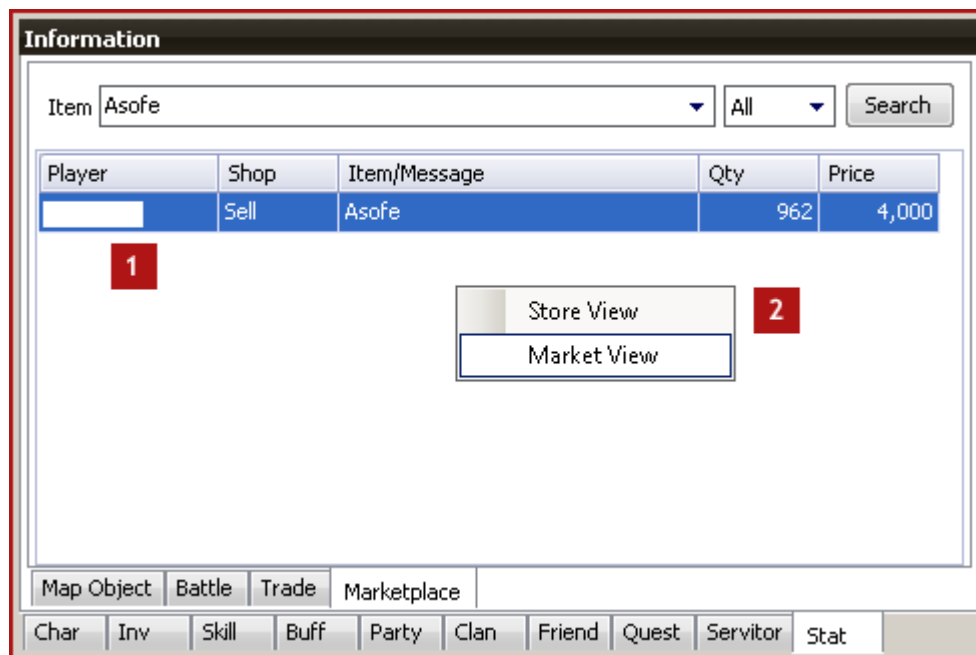 Information
Item Asofe All Search
Player Shop Item/Message Qty Price
Sell Asofe 962 4,000
1
Store View 2
Market View
Map Object Battle Trade Marketplace
Char Inv Skill Buff Party Clan Friend Quest Servitor Stat